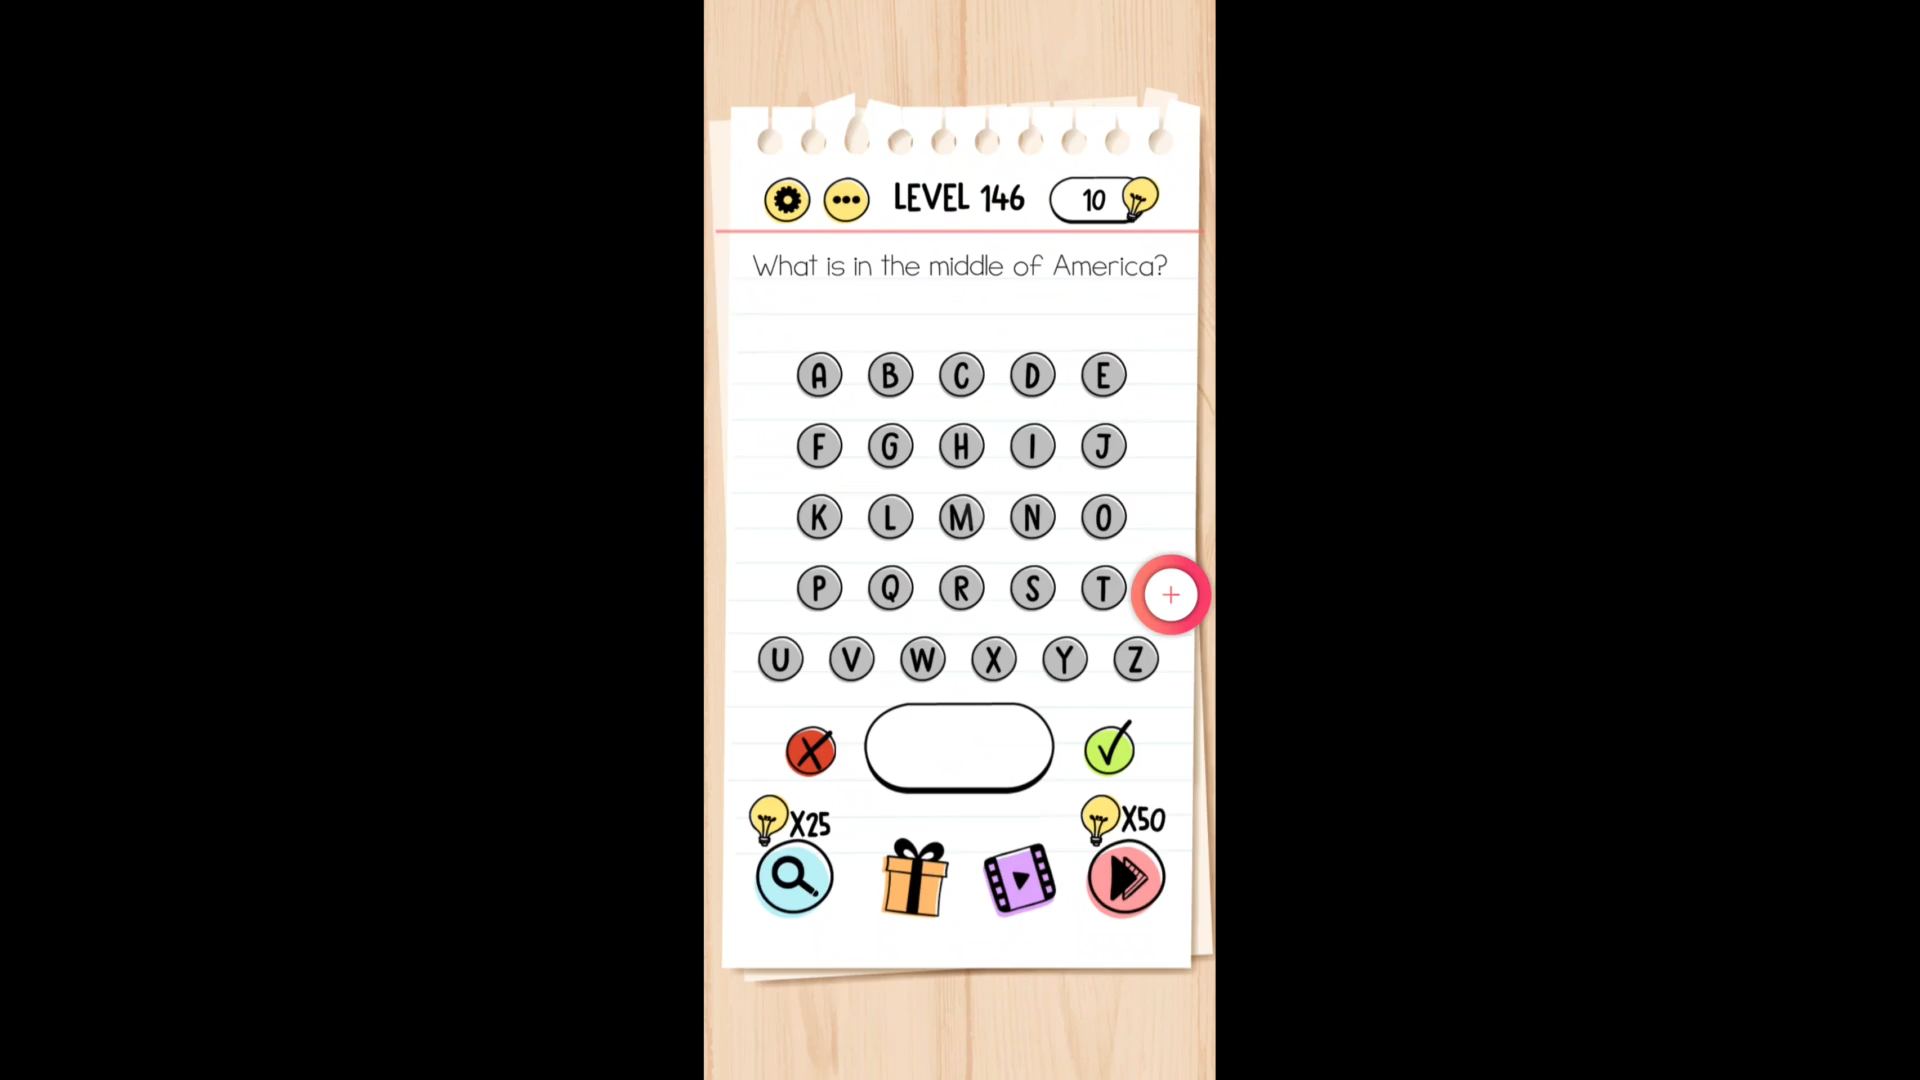 LEVEL 146 10
What is in the middle of America?
A B C D E
F G H I J
K L M N O
P Q R S T
U V W X Y Z
X25 X50